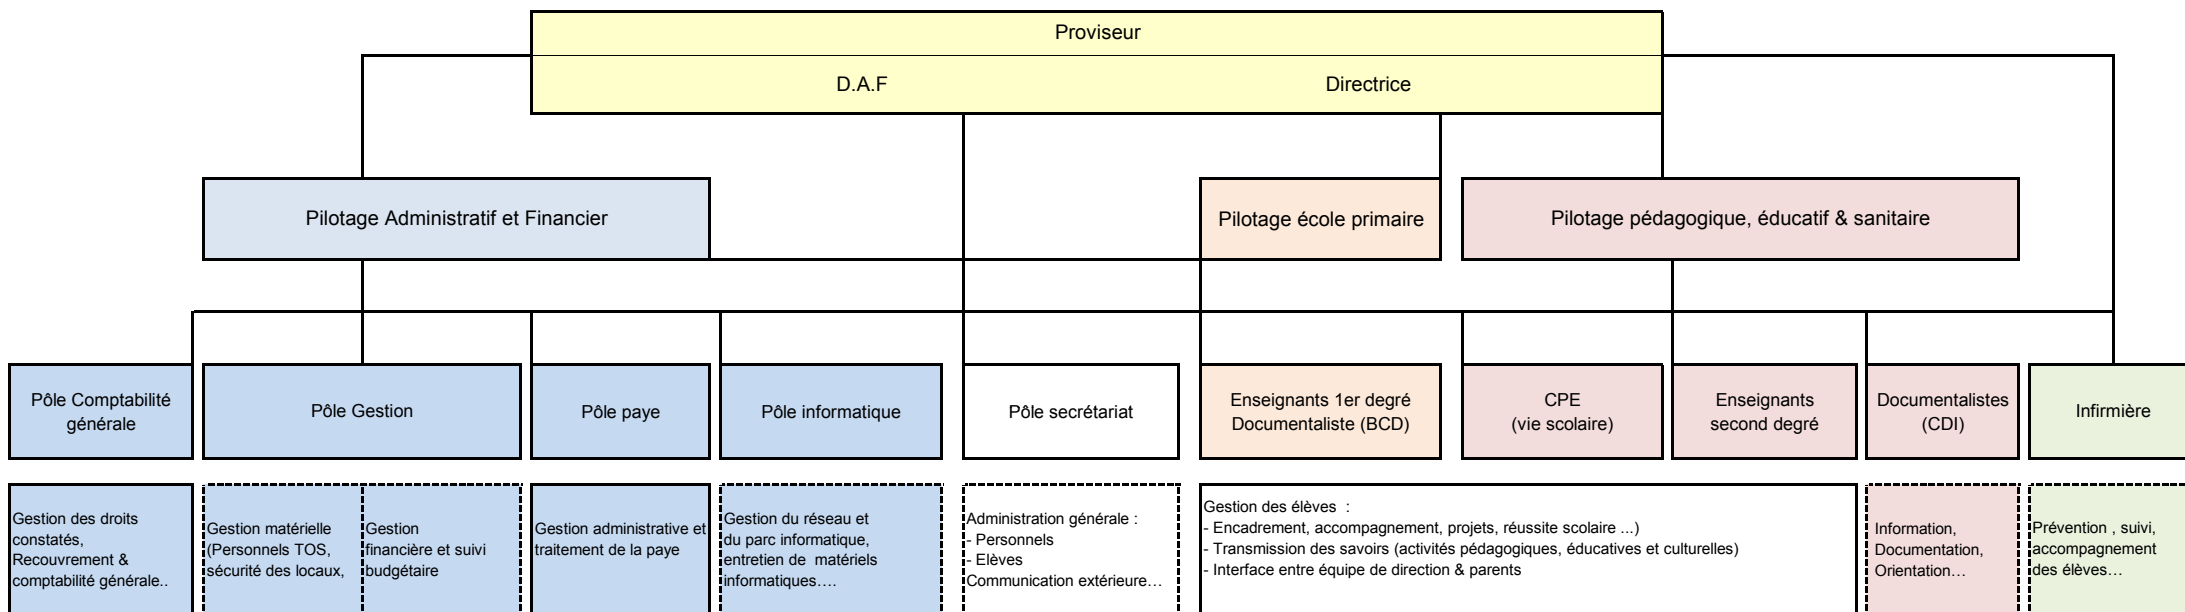 Proviseur
D.A.F
Directrice
Pilotage Administratif et Financier
Pilotage école primaire
Pilotage pédagogique, éducatif & sanitaire
Pôle Comptabilité
générale
Pôle Gestion
Pôle paye
Pôle informatique
Pôle secrétariat
Enseignants 1er degré
Documentaliste (BCD)
CPE
(vie scolaire)
Enseignants
second degré
Documentalistes
(CDI)
Infirmière
Gestion des droits
constatés,
Recouvrement &
comptabilité générale..
Gestion matérielle
(Personnels TOS,
sécurité des locaux,
Gestion
financière et suivi
budgétaire
Gestion administrative et
traitement de la paye
Gestion du réseau et
du parc informatique,
entretien de  matériels
informatiques….
Administration générale :
- Personnels
- Elèves
Communication extérieure…
Gestion des élèves  :
- Encadrement, accompagnement, projets, réussite scolaire ...)
- Transmission des savoirs (activités pédagogiques, éducatives et culturelles)
- Interface entre équipe de direction & parents
Information,
Documentation,
Orientation…
Prévention , suivi,
accompagnement
des élèves…